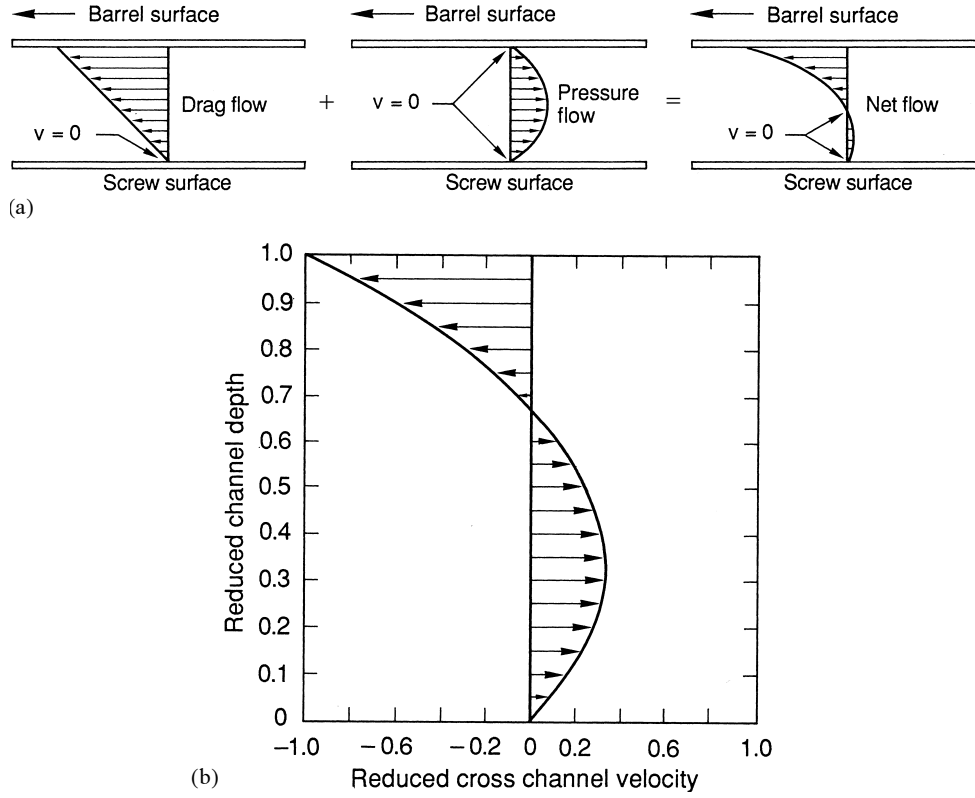 Barrel surface
Drag flow
v = 0
Screw surface
+
Barrel surface
v = 0
Pressure
flow
Screw surface
=
Barrel surface
Net flow
v = 0
Screw surface
(a)
Reduced channel depth
1.0
0.9
0.8
0.7
0.6
0.5
0.4
0.3
0.2
0.1
0
−1.0 −0.6 −0.2 0 0.2 0.6 1.0
Reduced cross channel velocity
(b)